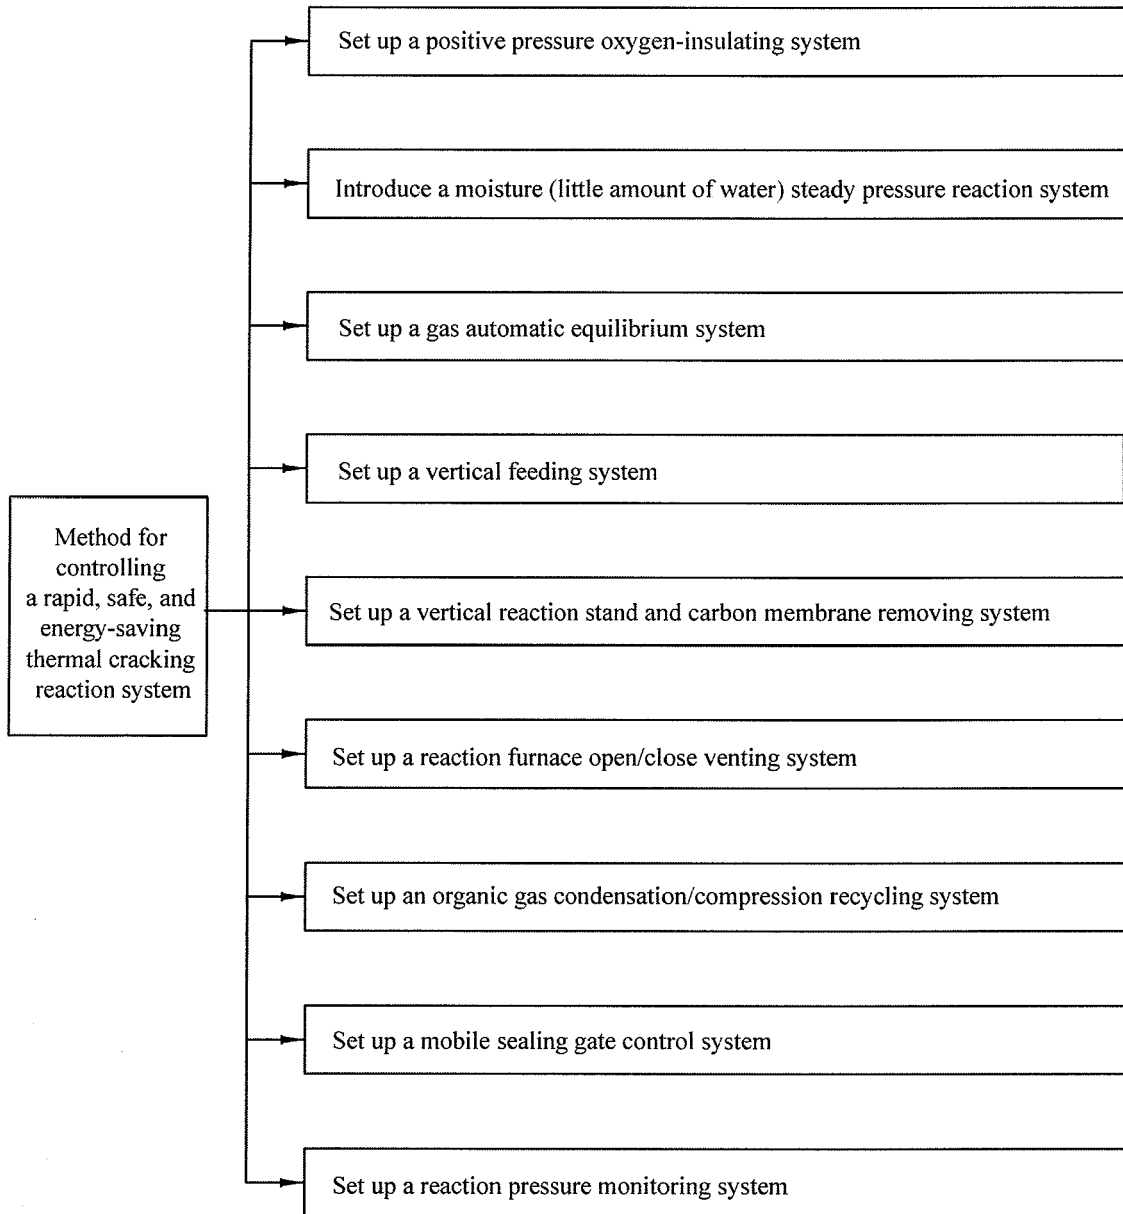 Set up a positive pressure oxygen-insulating system
Introduce a moisture (little amount of water) steady pressure reaction system
Set up a gas automatic equilibrium system
Set up a vertical feeding system
Method for
controlling
a rapid, safe, and
energy-saving
thermal cracking
reaction system
Set up a vertical reaction stand and carbon membrane removing system
Set up a reaction furnace open/close venting system
Set up an organic gas condensation/compression recycling system
Set up a mobile sealing gate control system
Set up a reaction pressure monitoring system